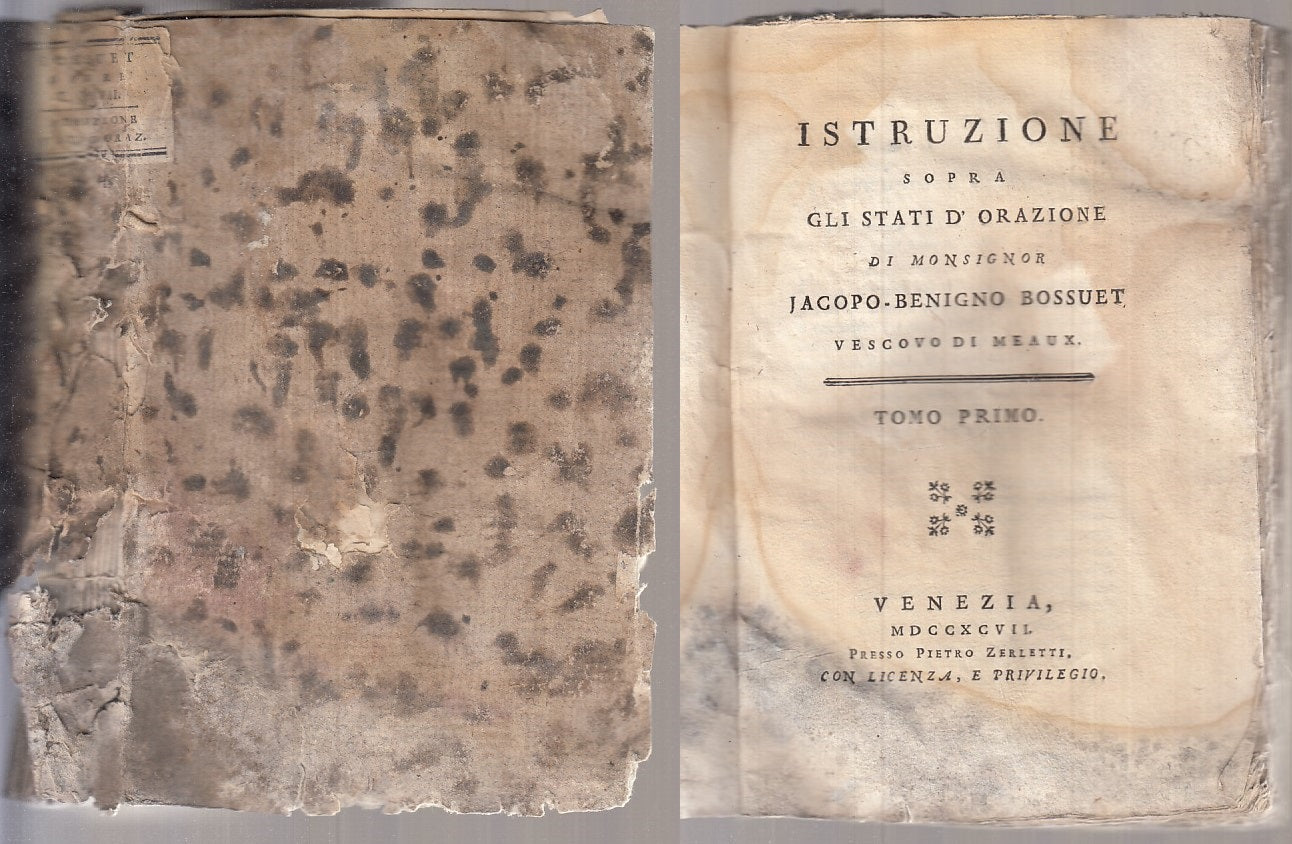 ISTRUZIONE
SOPRA
GLI STATI D' ORAZIONE
DI MONSIGNOR
JACOPO-BENIGNO BOSSUET
VESCOVO DI MEAUX.
TOMO PRIMO.
VENEZIA,
MDCCXCVII.
PRESSO PIETRO ZERLETTI,
CON LICENZA, E PRIVILEGIO.